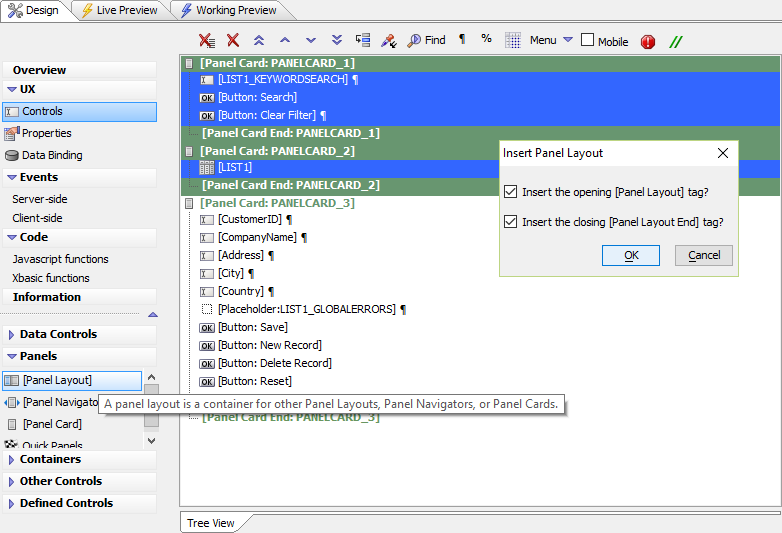 Design
Live Preview
Working Preview
Find
¶
%
Menu
Mobile
Overview
UX
Controls
Properties
Data Binding
Events
Server-side
Client-side
Code
Javascript functions
Xbasic functions
Information
Data Controls
Panels
[Panel Layout]
[Panel Navigato
[Panel Card]
Quick Panels
Containers
Other Controls
Defined Controls
[Panel Card: PANELCARD_1]
[LIST1_KEYWORDSEARCH] ¶
OK [Button: Search]
OK [Button: Clear Filter] ¶
[Panel Card End: PANELCARD_1]
[Panel Card: PANELCARD_2]
[LIST1]
[Panel Card End: PANELCARD_2]
[Panel Card: PANELCARD_3]
[CustomerID] ¶
[CompanyName] ¶
[Address] ¶
[City] ¶
[Country] ¶
[Placeholder:LIST1_GLOBALERRORS] ¶
OK [Button: Save]
OK [Button: New Record]
OK [Button: Delete Record]
OK [Button: Reset]
A panel layout is a container for other Panel Layouts, Panel Navigators, or Panel Cards.
[Panel Card End: PANELCARD_3]
Insert Panel Layout
Insert the opening [Panel Layout] tag?
Insert the closing [Panel Layout End] tag?
OK
Cancel
Tree View